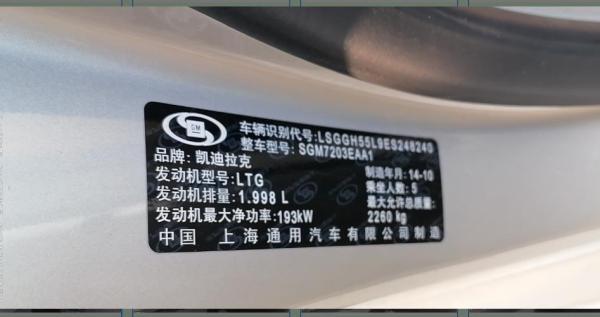 GM
车辆识别代号:LSGGH55L9ES248240
整车型号:SGM7203EAA1
品牌:凯迪拉克
制造年月:14-10
发动机型号:LTG
乘坐人数:5
发动机排量:1.998 L
最大允许总质量:
发动机最大净功率:193kW
2260 kg
中国 上海通用汽车有限公司制造